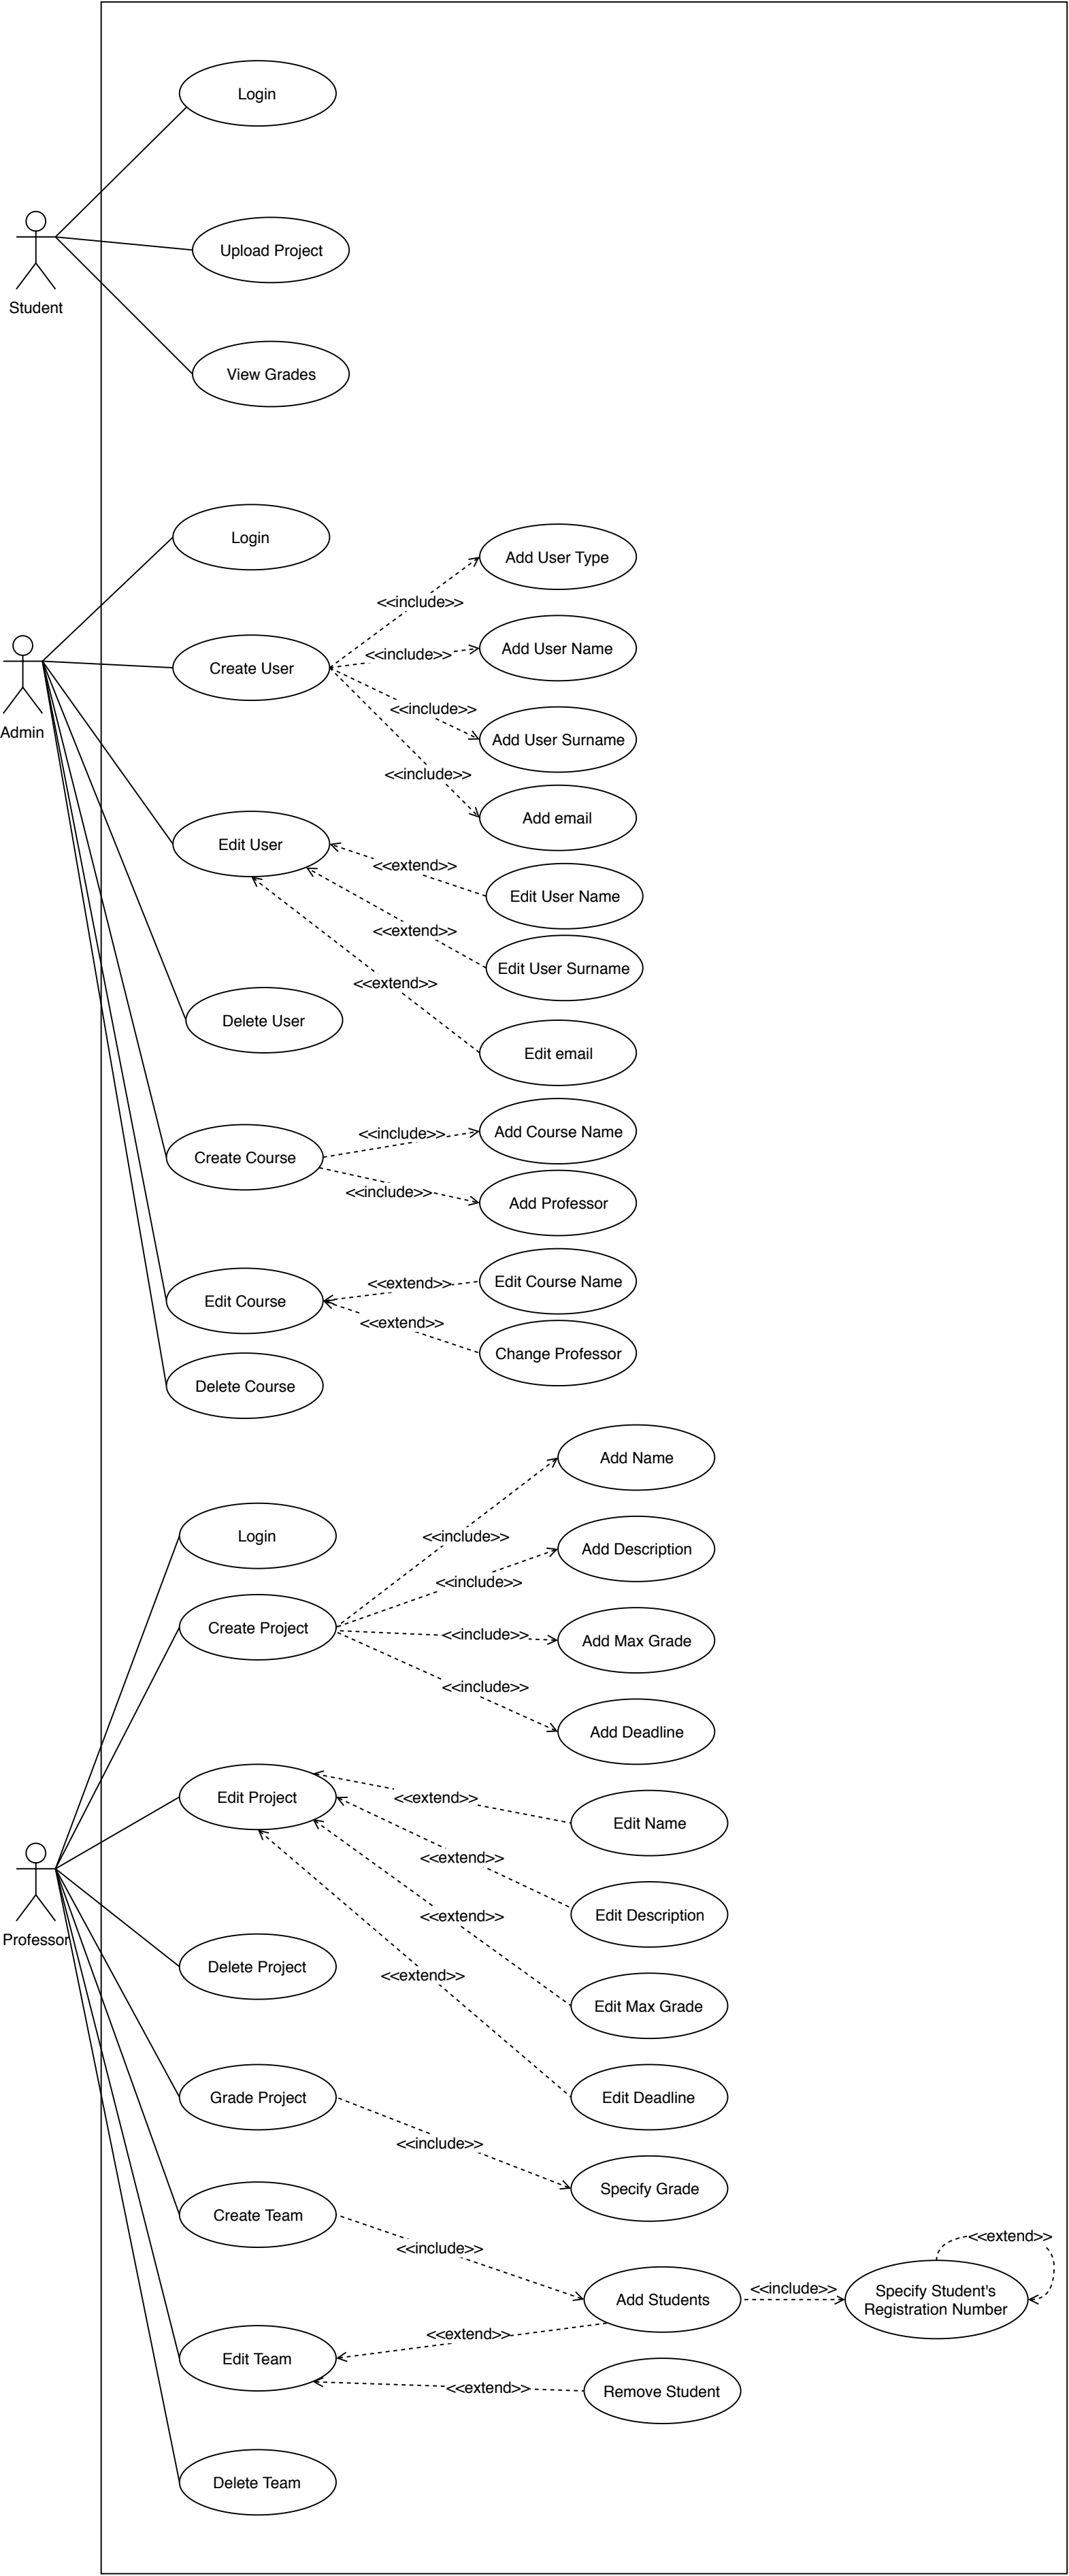 Login
Upload Project
Student
View Grades
Login
Add User Type
<<include>>
Add User Name
<<include>>
Create User
<<include>>
Admin
Add User Surname
<<include>>
Add email
Edit User
<<extend>>
Edit User Name
<<extend>>
Edit User Surname
<<extend>>
Delete User
Edit email
<<include>>
Add Course Name
Create Course
<<include>>
Add Professor
<<extend>>
Edit Course Name
Edit Course
<<extend>>
Change Professor
Delete Course
Add Name
Login
<<include>>
Add Description
<<include>>
Create Project
<<include>>
Add Max Grade
<<include>>
Add Deadline
Edit Project
<<extend>>
Edit Name
<<extend>>
Edit Description
<<extend>>
Professor
Delete Project
<<extend>>
Edit Max Grade
Grade Project
Edit Deadline
<<include>>
Specify Grade
Create Team
<<extend>>
<<include>>
<<include>>
Add Students
Specify Student's
Registration Number
<<extend>>
Edit Team
<<extend>>
Remove Student
Delete Team